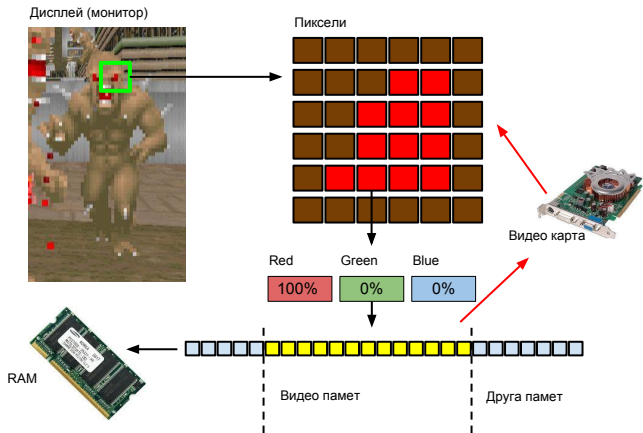 Дисплей (монитор)
Пиксели
Видео карта
Red
Green
Blue
100%
0%
0%
RAM
Видео памет
Друга памет